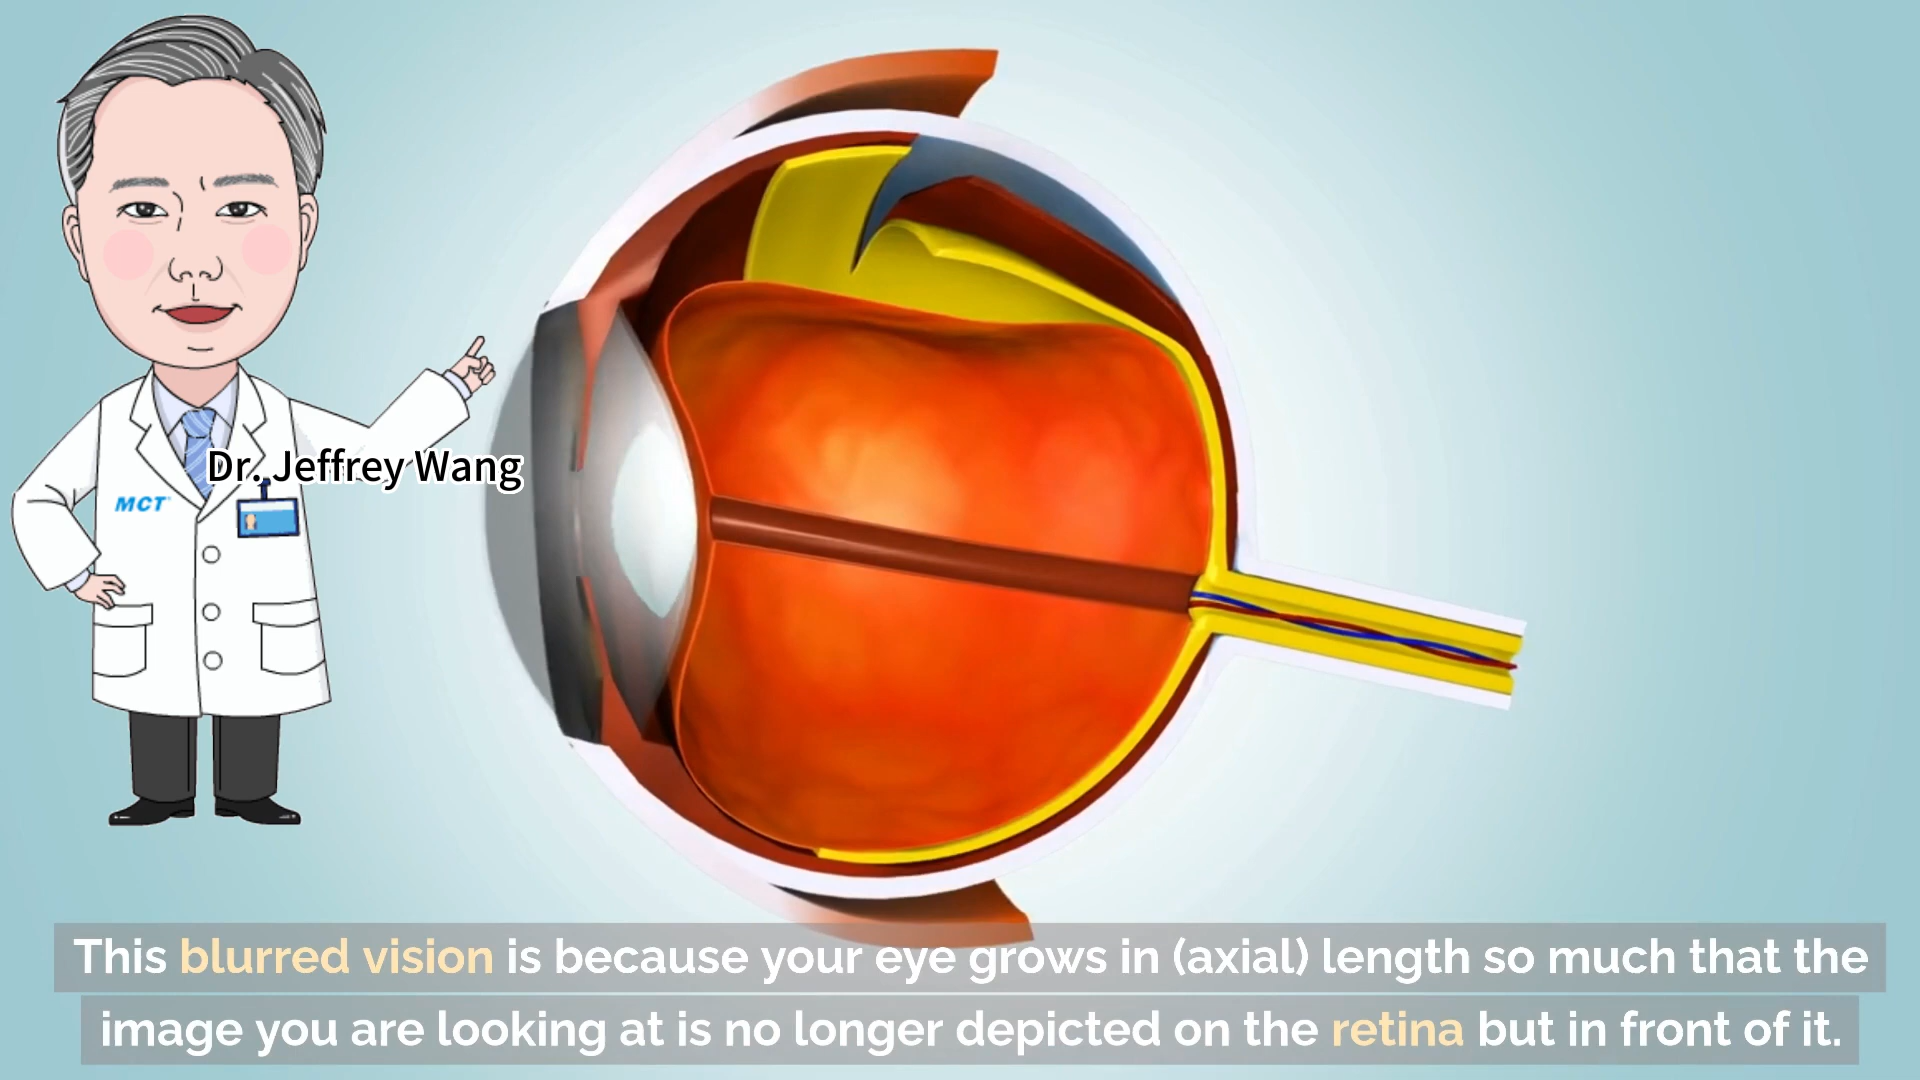 Dr. Jeffrey Wang
MCT
This blurred vision is because your eye grows in (axial) length so much that the
image you are looking at is no longer depicted on the retina but in front of it.